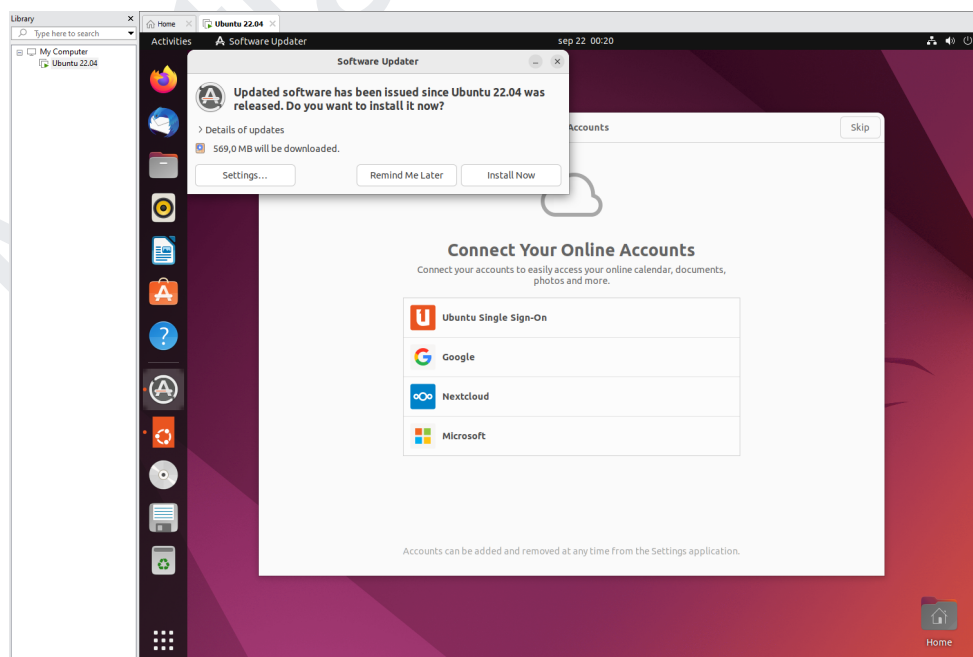 Library
Type here to search
My Computer
Ubuntu 22.04
Home
Ubuntu 22.04
Activities
Software Updater
sep 22 00:20
Software Updater
Updated software has been issued since Ubuntu 22.04 was
released. Do you want to install it now?
Details of updates
569,0 MB will be downloaded.
Settings...
Remind Me Later
Install Now
Accounts
Skip
Connect Your Online Accounts
Connect your accounts to easily access your online calendar, documents,
photos and more.
Ubuntu Single Sign-On
Google
Nextcloud
Microsoft
Accounts can be added and removed at any time from the Settings application.
Home